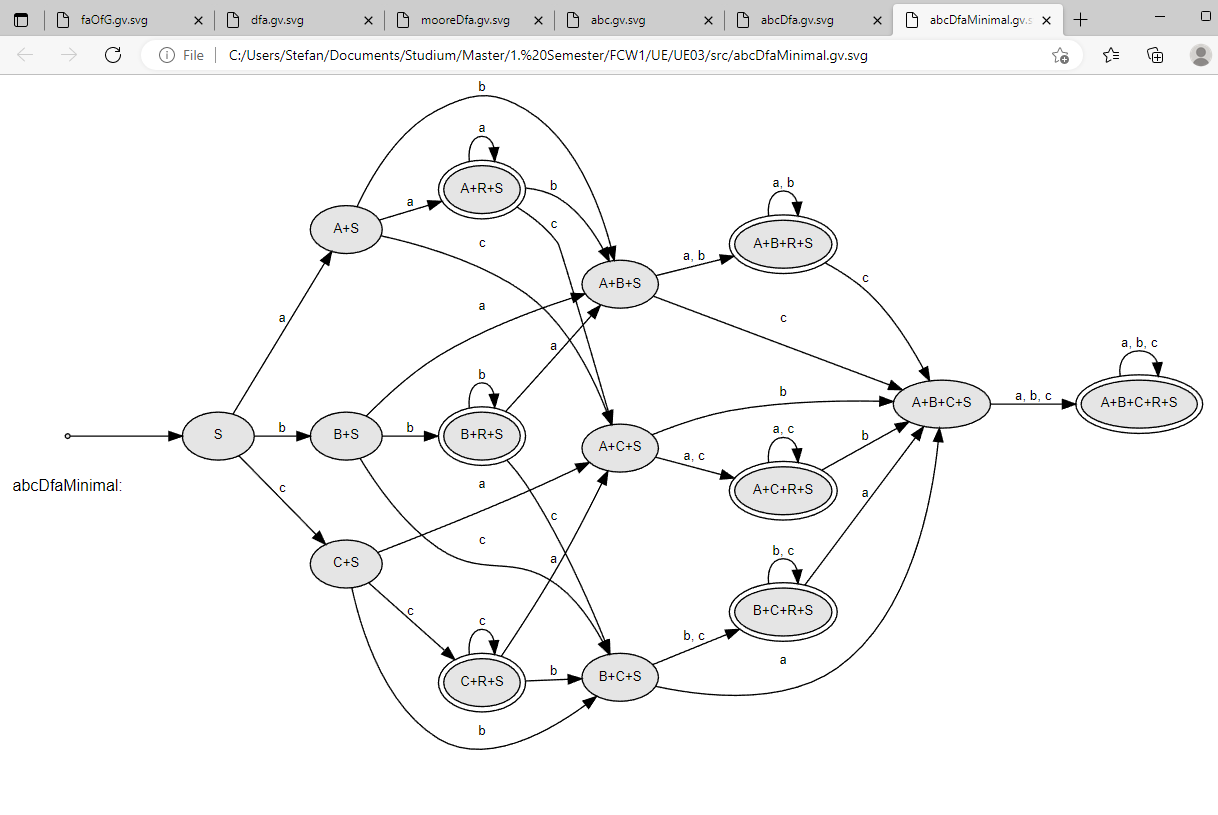 faOfG.gv.svg
dfa.gv.svg
mooreDfa.gv.svg
abc.gv.svg
abcDfa.gv.svg
abcDfaMinimal.gv.s
File
C:/Users/Stefan/Documents/Studium/Master/1.%20Semester/FCW1/UE/UE03/src/abcDfaMinimal.gv.svg
b
a
A+R+S
a, b
b
a
c
A+S
A+B+R+S
a, b
c
c
A+B+S
a
a
c
a
a, b, c
b
b
a, b, c
A+B+C+R+S
A+B+C+S
S
b
B+S
b
B+R+S
a, c
b
A+C+S
a, c
abcDfaMinimal:
c
a
A+C+R+S
a
c
c
b, c
a
C+S
c
B+C+R+S
c
b, c
a
C+R+S
b
B+C+S
b